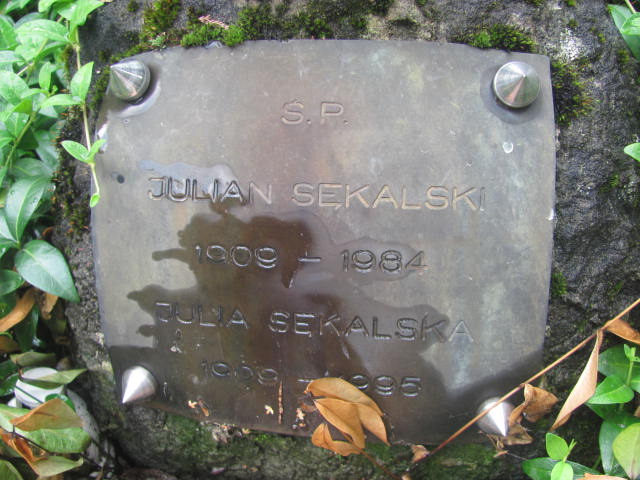 Ś.P.
JULIAN SĘKALSKI
1909 – 1984
JULIA SĘKALSKA
1909 – 1995